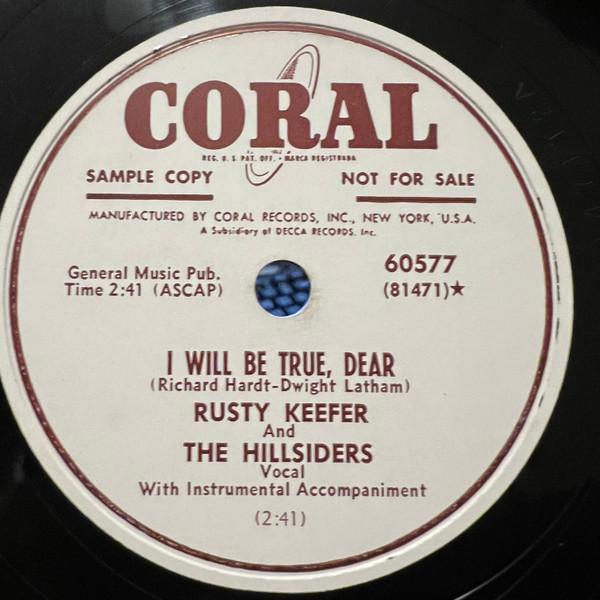 CORAL
REG. U. S. PAT. OFF. • MARCA REGISTRADA
SAMPLE COPY
NOT FOR SALE
MANUFACTURED BY CORAL RECORDS, INC., NEW YORK, U.S.A.
A Subsidiary of DECCA RECORDS, Inc.
General Music Pub.
Time 2:41 (ASCAP)
60577
(81471)★
I WILL BE TRUE, DEAR
(Richard Hardt-Dwight Latham)
RUSTY KEEFER
And
THE HILLSIDERS
Vocal
With Instrumental Accompaniment
(2:41)